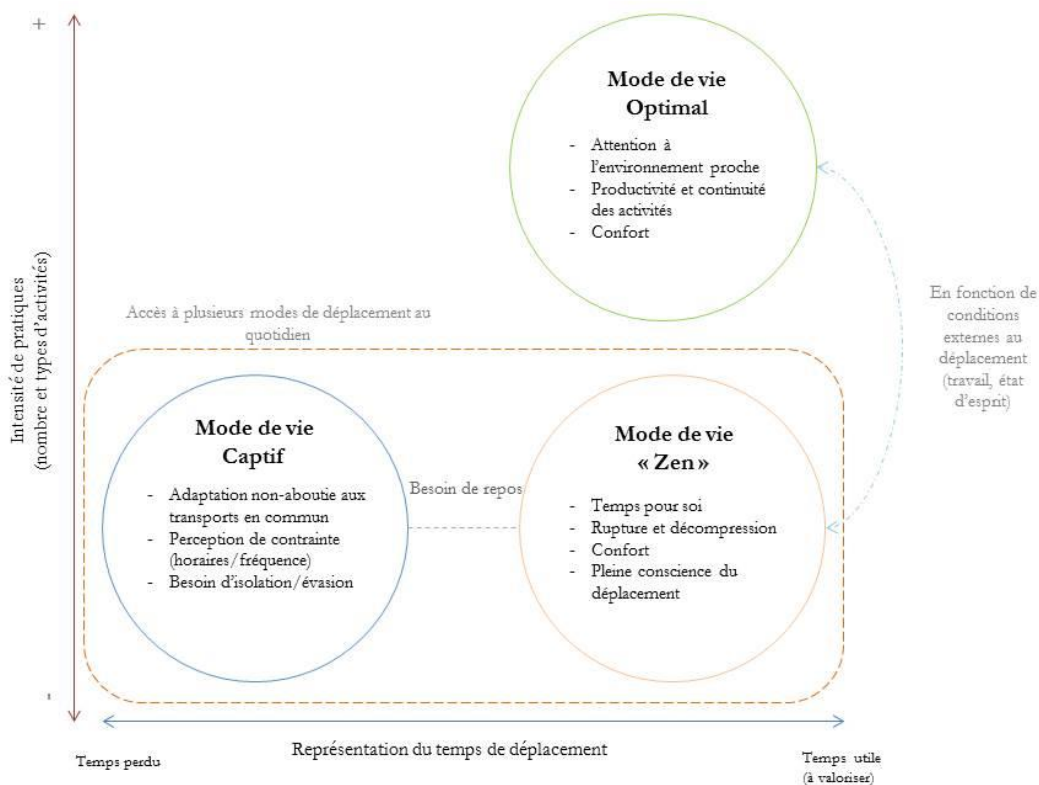 +
Intensité de pratiques
(nombre et types d'activités)
Mode de vie
Optimal
- Attention à
l'environnement proche
- Productivité et continuité
des activités
- Confort
En fonction de
conditions
externes au
déplacement
(travail, état
d'esprit)
Accès à plusieurs modes de déplacement au
quotidien
Mode de vie
Captif
- Adaptation non-aboutie aux
transports en commun
- Perception de contrainte
(horaires/fréquence)
- Besoin d'isolation/évasion
Besoin de repos
Mode de vie
« Zen »
- Temps pour soi
- Rupture et décompression
- Confort
- Pleine conscience du
déplacement
-
Temps perdu
Représentation du temps de déplacement
Temps utile
(à valoriser)